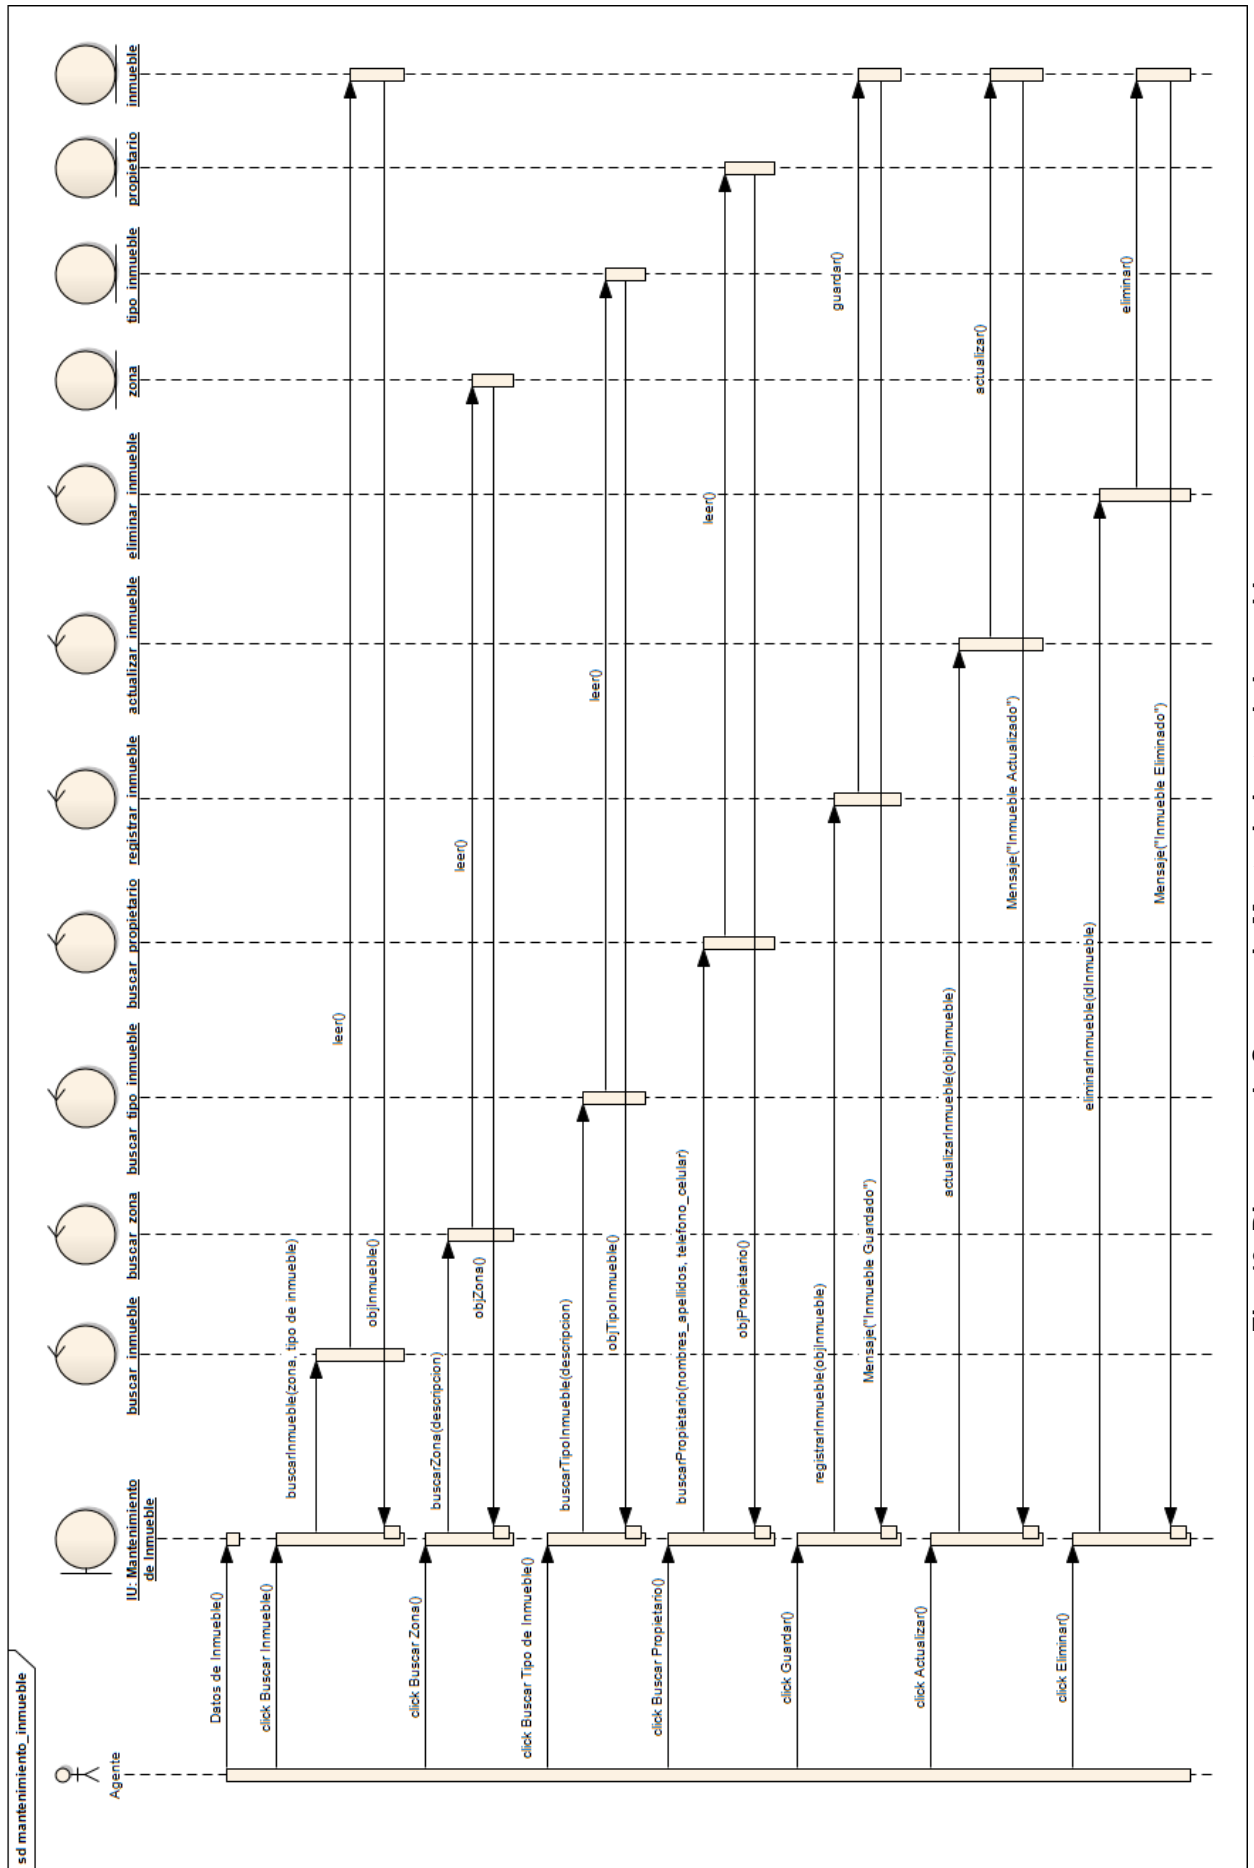 sd mantenimiento_inmueble
Agente
IU: Mantenimiento
de Inmueble
buscar_inmueble
buscar_zona
buscar_tipo_inmueble
buscar_propietario
registrar_inmueble
actualizar_inmueble
eliminar_inmueble
zona
tipo_inmueble
propietario
inmueble
Datos de Inmueble()
click Buscar Inmueble()
buscarInmueble(zona, tipo de inmueble)
leer()
objInmueble()
click Buscar Zona()
buscarZona(descripcion)
leer()
objZona()
click Buscar Tipo de Inmueble()
buscarTipoInmueble(descripcion)
leer()
objTipoInmueble()
click Buscar Propietario()
buscarPropietario(nombres_apellidos, telefono_celular)
leer()
objPropietario()
click Guardar()
registrarInmueble(objInmueble)
guardar()
Mensaje("Inmueble Guardado")
click Actualizar()
actualizarInmueble(objInmueble)
actualizar()
Mensaje("Inmueble Actualizado")
click Eliminar()
eliminarInmueble(idInmueble)
eliminar()
Mensaje("Inmueble Eliminado")